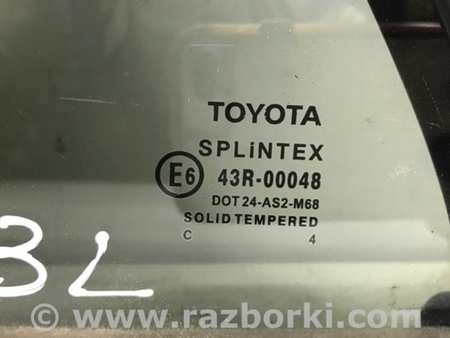 TOYOTA
SPLiNTEX
E6 43R-00048
DOT 24-AS2-M68
SOLID TEMPERED
C 4
3L
www.razborki.com